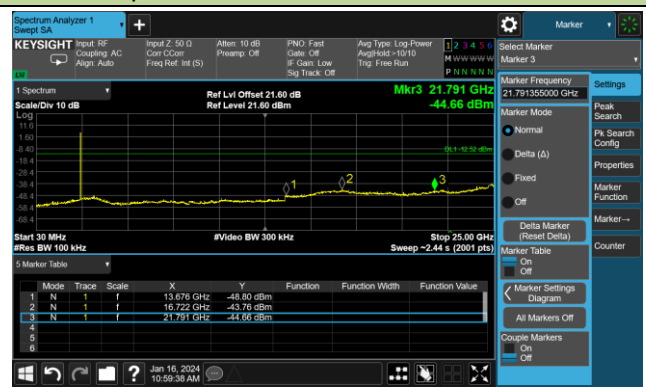 Spectrum Analyzer 1
Swept SA
Marker
KEYSIGHT
Input: RF
Coupling: AC
Align: Auto
Input Z: 50 Ω
Corr CCorr
Freq Ref: Int (S)
Atten: 10 dB
Preamp: Off
PNO: Fast
Gate: Off
IF Gain: Low
Sig Track: Off
Avg Type: Log-Power
Avg|Hold:>10/10
Trig: Free Run
1 2 3 4 5 6
M W W W W W
P N N N N N
LXI
Select Marker
Marker 3
1 Spectrum
Scale/Div 10 dB
Log
Ref Lvl Offset 21.60 dB
Ref Level 21.60 dBm
Mkr3 21.791 GHz
-44.66 dBm
11.6
1.60
-8.40
-18.4
-28.4
-38.4
-48.4
-58.4
-68.4
DL1 -12.52 dBm
1
2
3
Start 30 MHz
#Res BW 100 kHz
#Video BW 300 kHz
Stop 25.00 GHz
Sweep ~2.44 s (2001 pts)
5 Marker Table
Mode Trace Scale X Y Function Function Width Function Value
1 N 1 f 13.676 GHz -48.80 dBm
2 N 1 f 16.722 GHz -43.76 dBm
3 N 1 f 21.791 GHz -44.66 dBm
4
5
6
Marker Frequency
21.791355000 GHz
Marker Mode
Normal
Delta (Δ)
Fixed
Off
Delta Marker
(Reset Delta)
Marker Table
On
Off
Marker Settings
Diagram
All Markers Off
Couple Markers
On
Off
Settings
Peak
Search
Pk Search
Config
Properties
Marker
Function
Marker→
Counter
?
Jan 16, 2024
10:59:38 AM